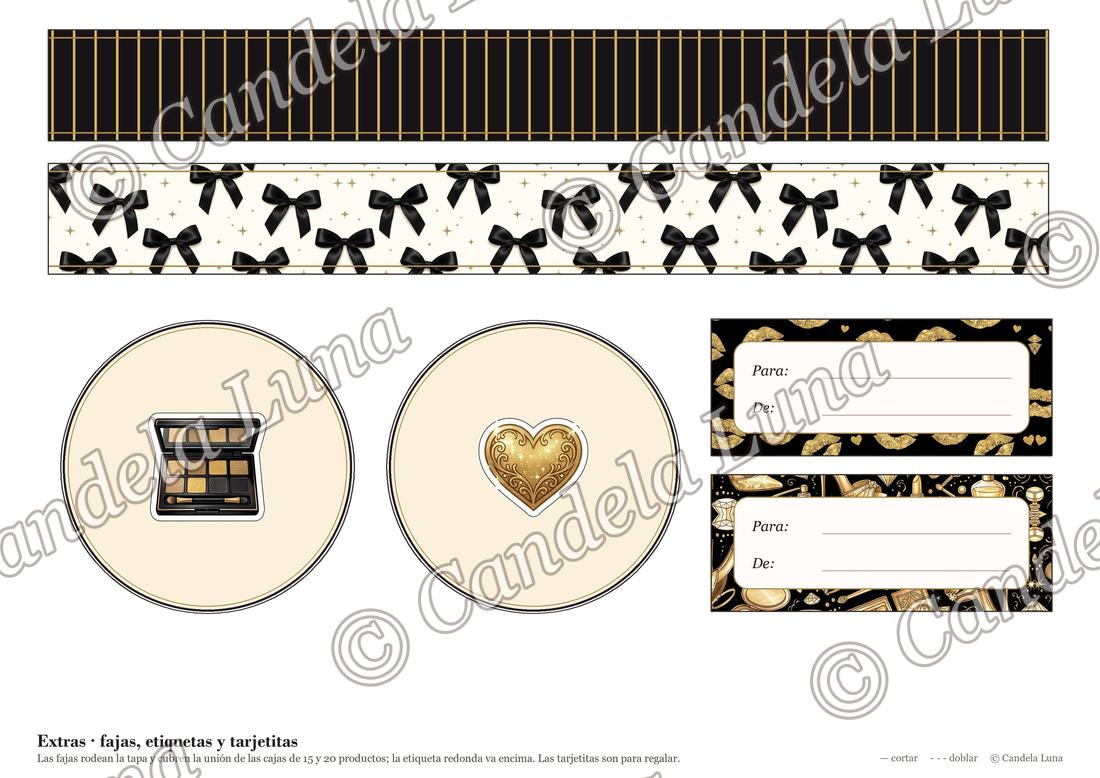 © Candela Luna
© Candela Luna
©
Para:
De:
Candela Luna
© Candela Luna
Para:
De:
© Candela
Extras · fajas, etiquetas y tarjetitas
Las fajas rodean la tapa y cubren la unión de las cajas de 15 y 20 productos; la etiqueta redonda va encima. Las tarjetitas son para regalar.
— cortar - - - doblar © Candela Luna